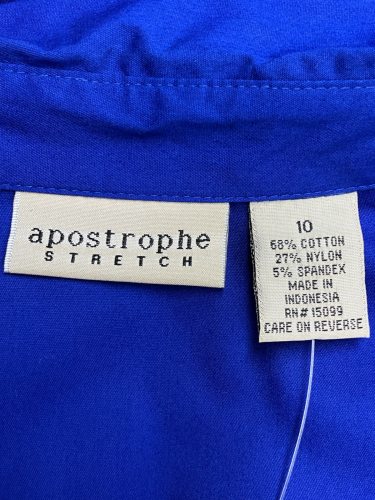 apostrophe
STRETCH
10
68% COTTON
27% NYLON
5% SPANDEX
MADE IN
INDONESIA
RN# 15099
CARE ON REVERSE